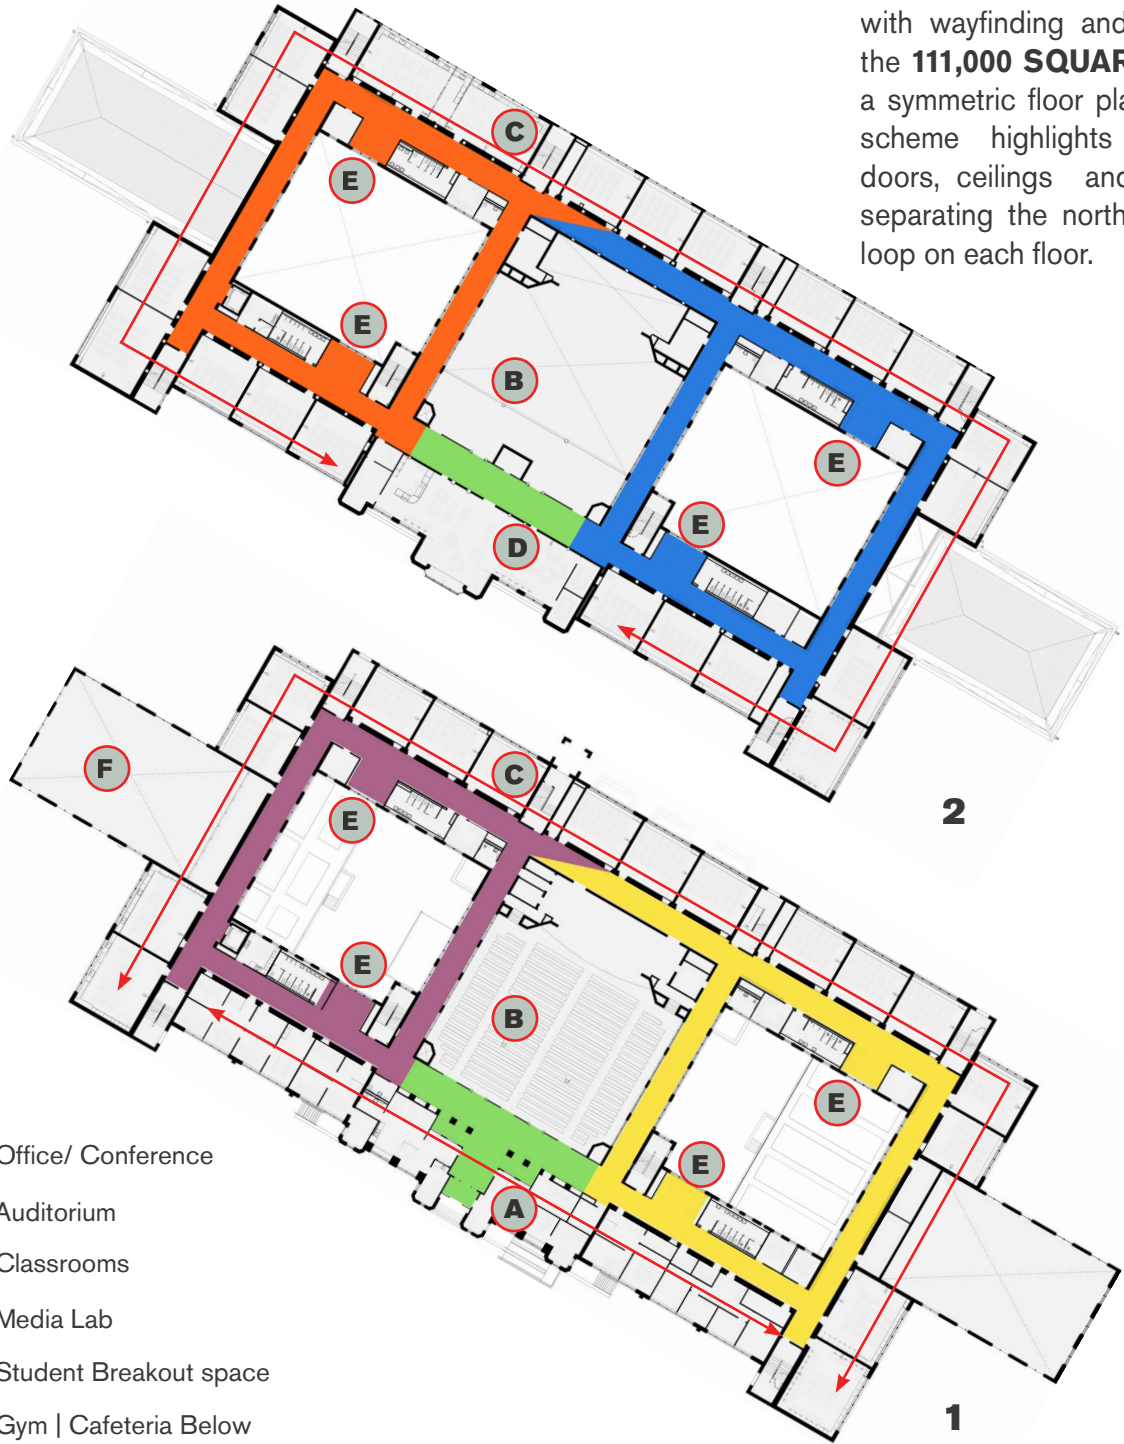 with wayfinding and
the 111,000 SQUAR
a symmetric floor pla
scheme highlights
doors, ceilings and
separating the north
loop on each floor.
C
E
E
B
E
E
D
2
F
C
E
E
B
E
E
A
Office/ Conference
Auditorium
Classrooms
Media Lab
Student Breakout space
Gym | Cafeteria Below
1